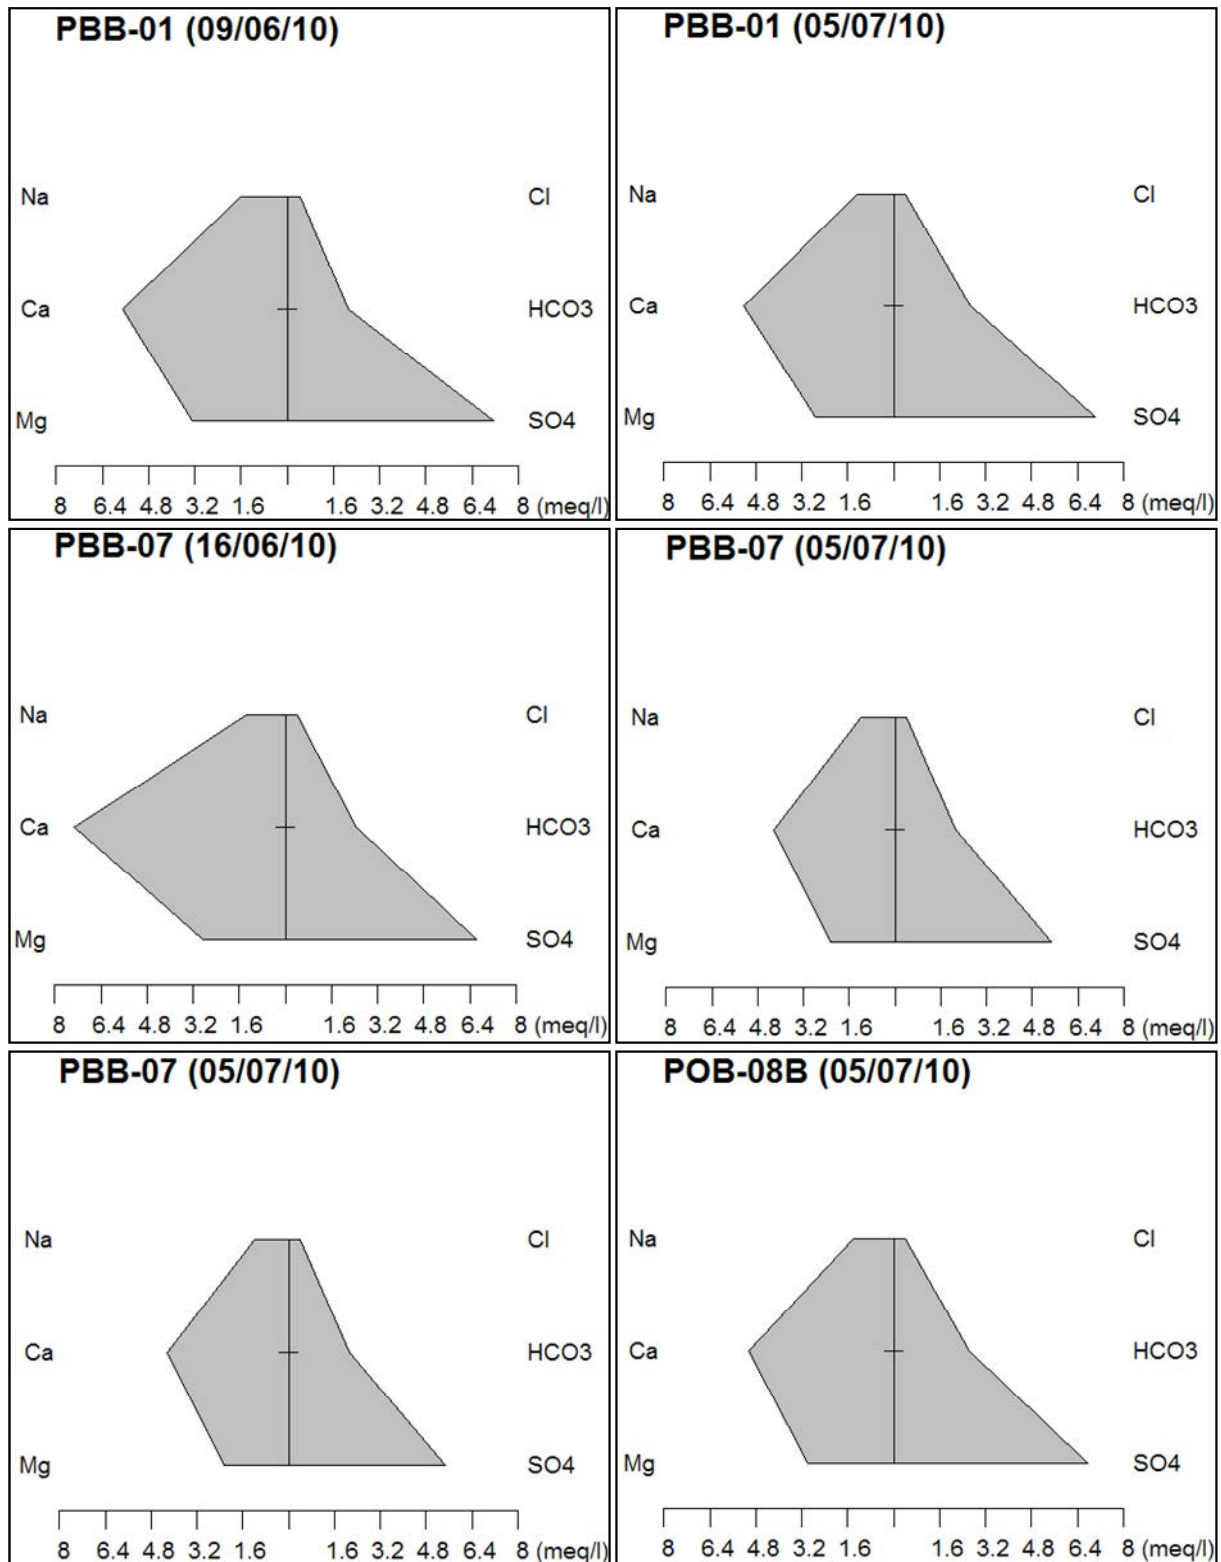 PBB-01 (09/06/10)
Na Cl
Ca HCO3
Mg SO4
8 6.4 4.8 3.2 1.6 1.6 3.2 4.8 6.4 8 (meq/l)
PBB-01 (05/07/10)
Na Cl
Ca HCO3
Mg SO4
8 6.4 4.8 3.2 1.6 1.6 3.2 4.8 6.4 8 (meq/l)
PBB-07 (16/06/10)
Na Cl
Ca HCO3
Mg SO4
8 6.4 4.8 3.2 1.6 1.6 3.2 4.8 6.4 8 (meq/l)
PBB-07 (05/07/10)
Na Cl
Ca HCO3
Mg SO4
8 6.4 4.8 3.2 1.6 1.6 3.2 4.8 6.4 8 (meq/l)
PBB-07 (05/07/10)
Na Cl
Ca HCO3
Mg SO4
8 6.4 4.8 3.2 1.6 1.6 3.2 4.8 6.4 8 (meq/l)
POB-08B (05/07/10)
Na Cl
Ca HCO3
Mg SO4
8 6.4 4.8 3.2 1.6 1.6 3.2 4.8 6.4 8 (meq/l)